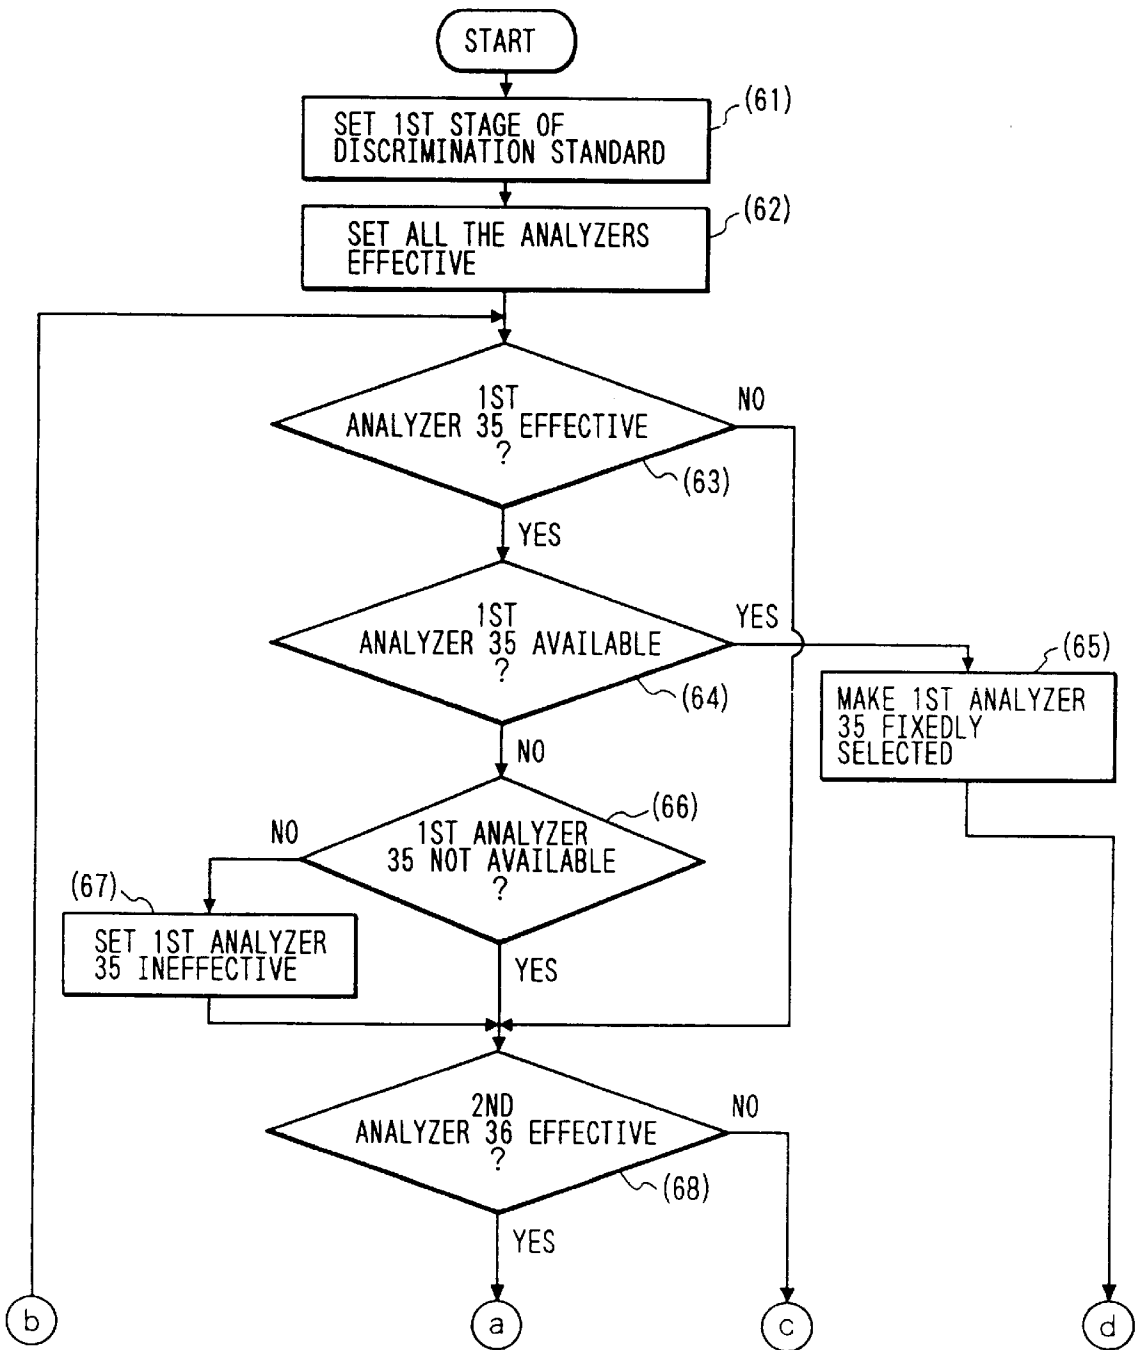 START
(61)
SET 1ST STAGE OF
DISCRIMINATION STANDARD
(62)
SET ALL THE ANALYZERS
EFFECTIVE
1ST
ANALYZER 35 EFFECTIVE
?
NO
(63)
YES
1ST
ANALYZER 35 AVAILABLE
?
YES
(64)
(65)
MAKE 1ST ANALYZER
35 FIXEDLY
SELECTED
NO
(66)
1ST ANALYZER
35 NOT AVAILABLE
?
NO
(67)
SET 1ST ANALYZER
35 INEFFECTIVE
YES
2ND
ANALYZER 36 EFFECTIVE
?
NO
(68)
YES
b
a
c
d